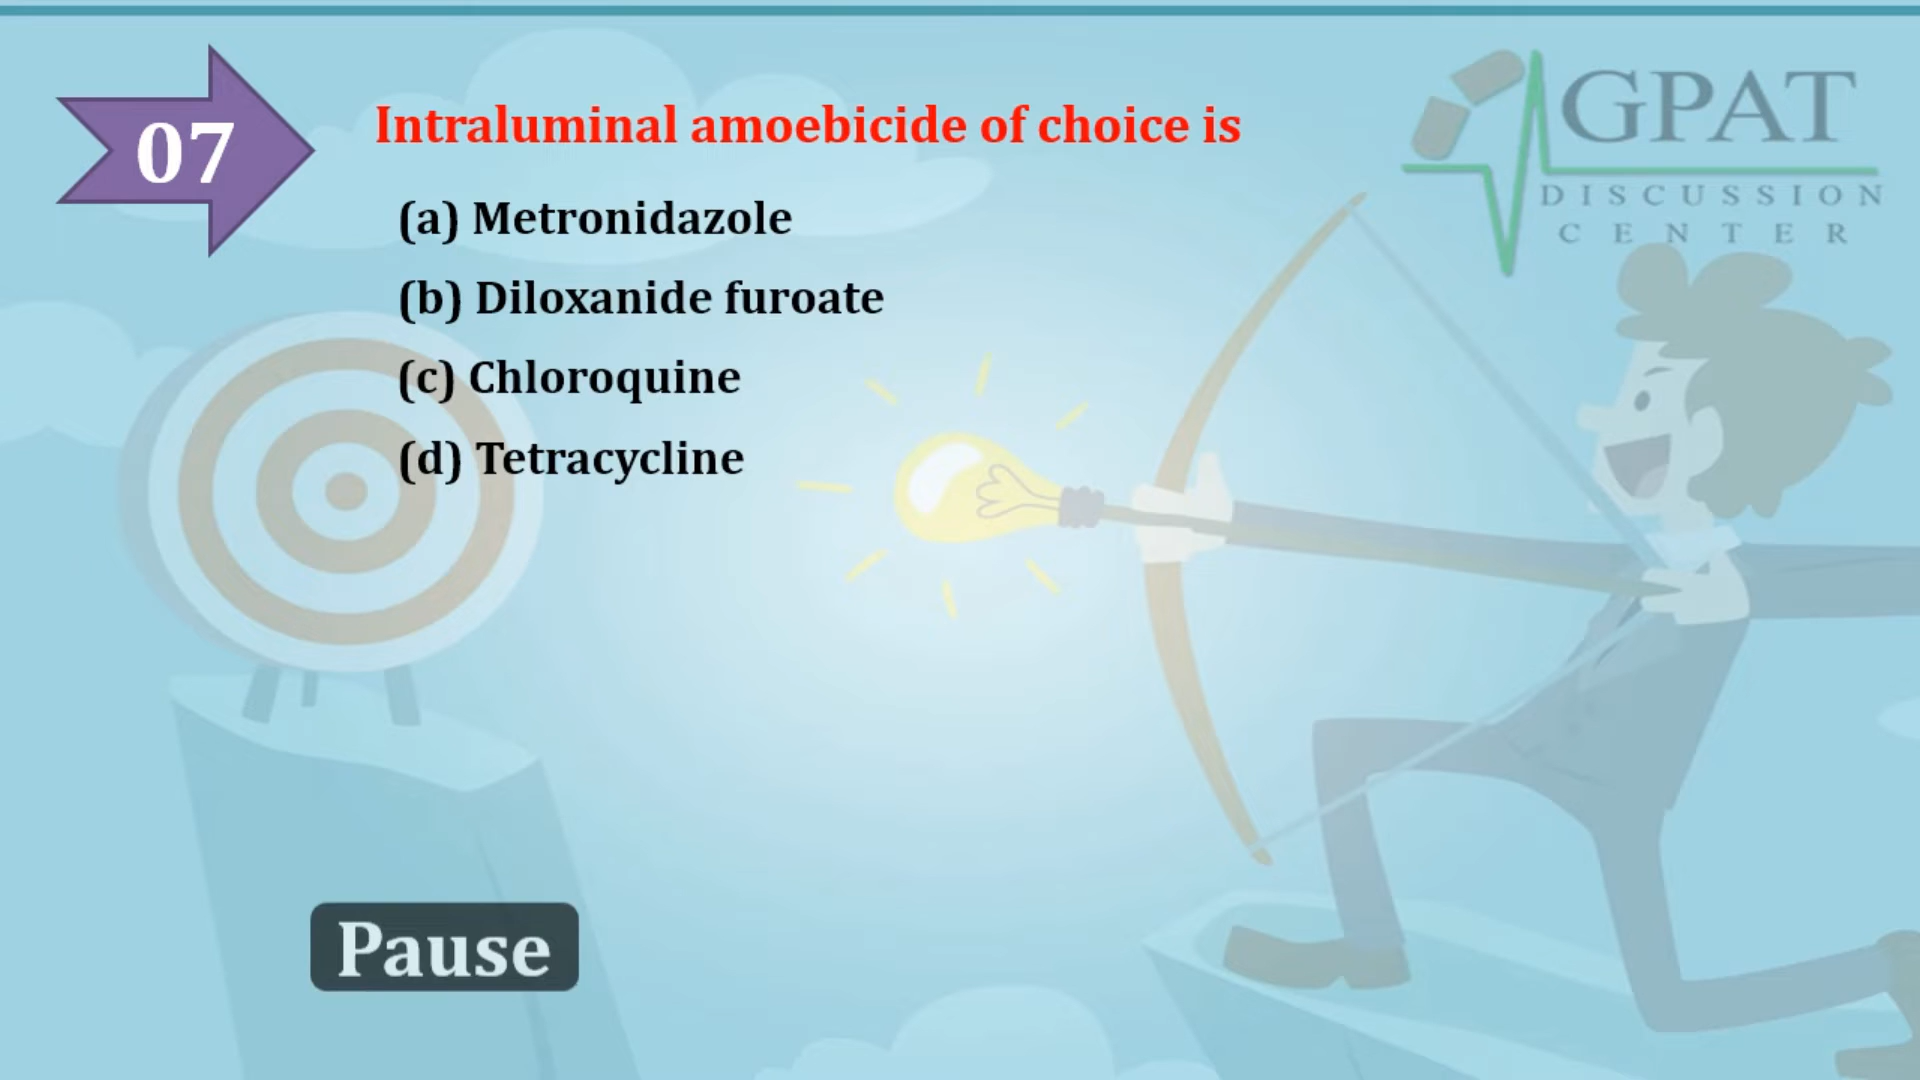 07
Intraluminal amoebicide of choice is
(a) Metronidazole
(b) Diloxanide furoate
(c) Chloroquine
(d) Tetracycline
GPAT
DISCUSSION
CENTER
Pause